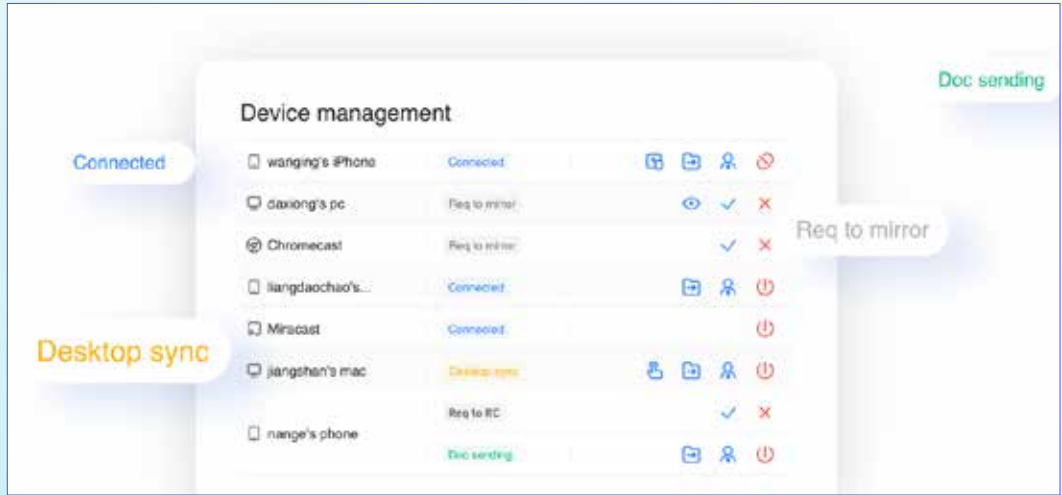 Doc sending
Device management
Connected
wanging's iPhone Connected
daxiong's pc Req to mirror
Req to mirror
Chromecast Req to mirror
liangdaochao's... Connected
Miracast Connected
Desktop sync
jiangshan's mac Desktop sync
Req to RC
nange's phone
Doc sending